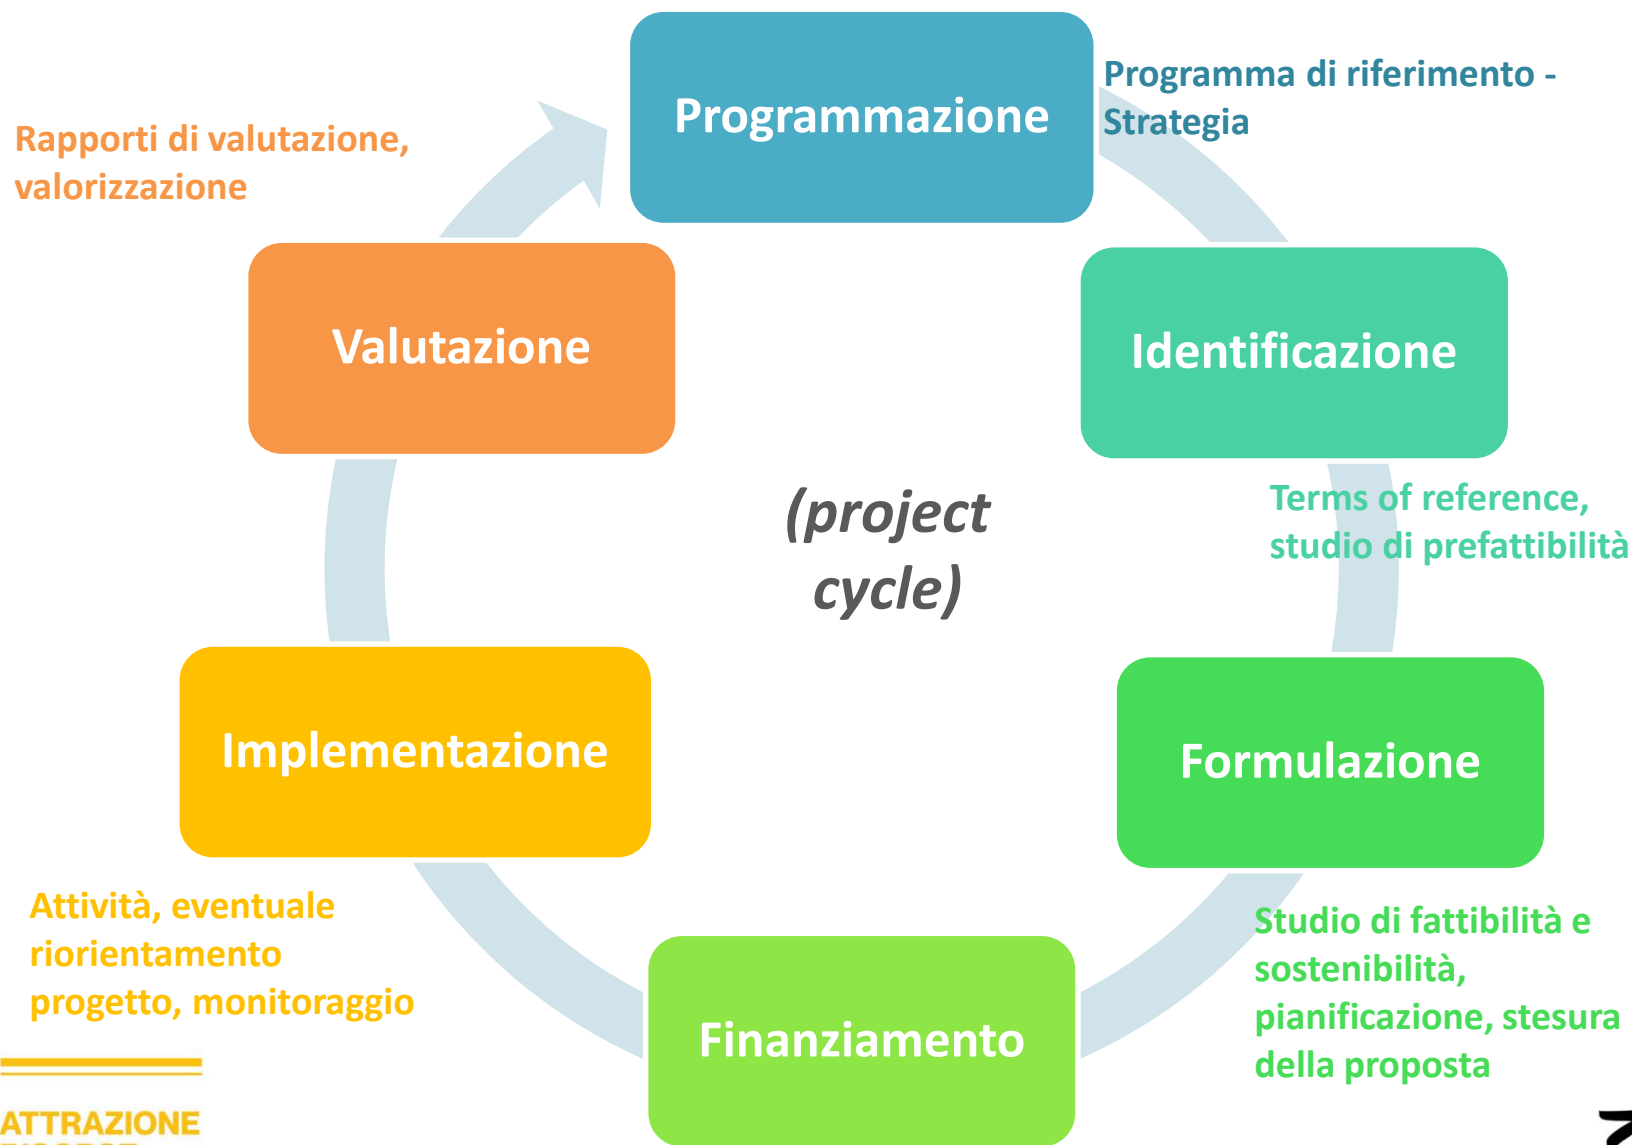 Programmazione
Programma di riferimento -
Strategia
Rapporti di valutazione,
valorizzazione
Valutazione
Identificazione
(project
cycle)
Terms of reference,
studio di prefattibilità
Implementazione
Formulazione
Attività, eventuale
riorientamento
progetto, monitoraggio
Studio di fattibilità e
sostenibilità,
pianificazione, stesura
della proposta
Finanziamento
ATTRAZIONE